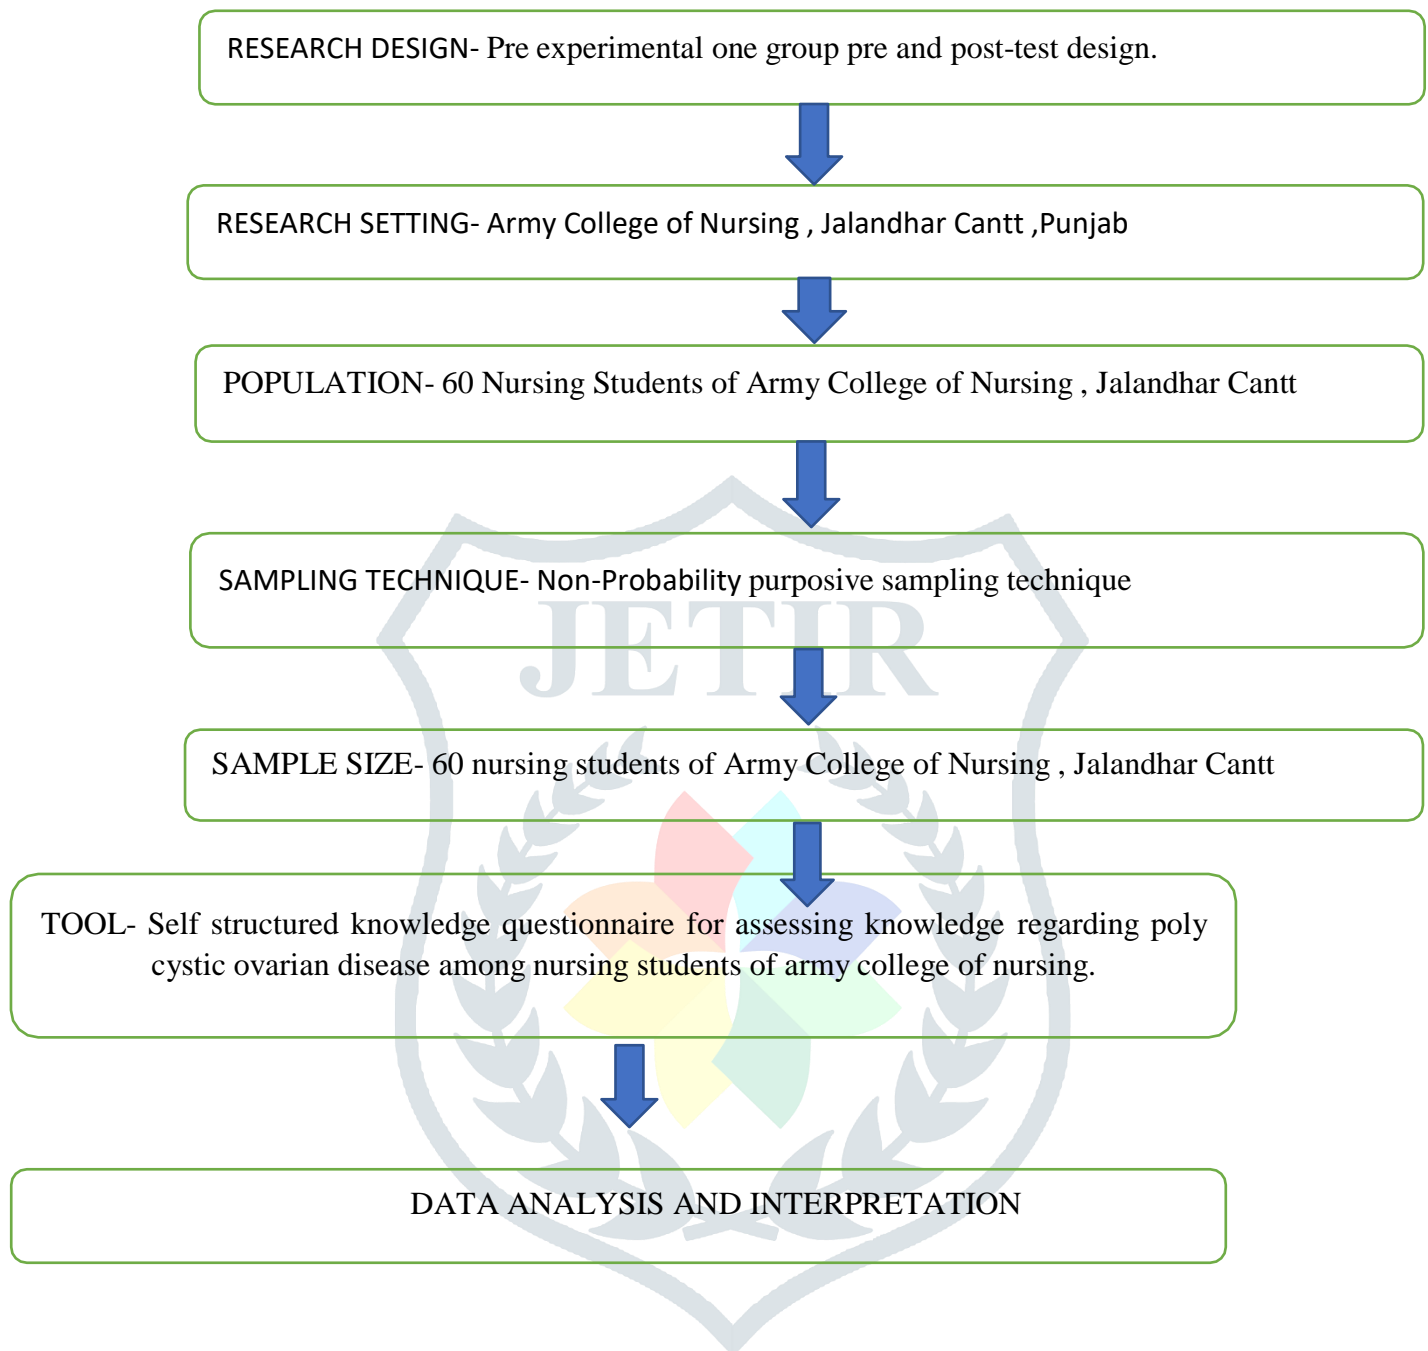 RESEARCH DESIGN- Pre experimental one group pre and post-test design.
RESEARCH SETTING- Army College of Nursing , Jalandhar Cantt ,Punjab
POPULATION- 60 Nursing Students of Army College of Nursing , Jalandhar Cantt
SAMPLING TECHNIQUE- Non-Probability purposive sampling technique
JETIR
SAMPLE SIZE- 60 nursing students of Army College of Nursing , Jalandhar Cantt
TOOL- Self structured knowledge questionnaire for assessing knowledge regarding poly
cystic ovarian disease among nursing students of army college of nursing.
DATA ANALYSIS AND INTERPRETATION